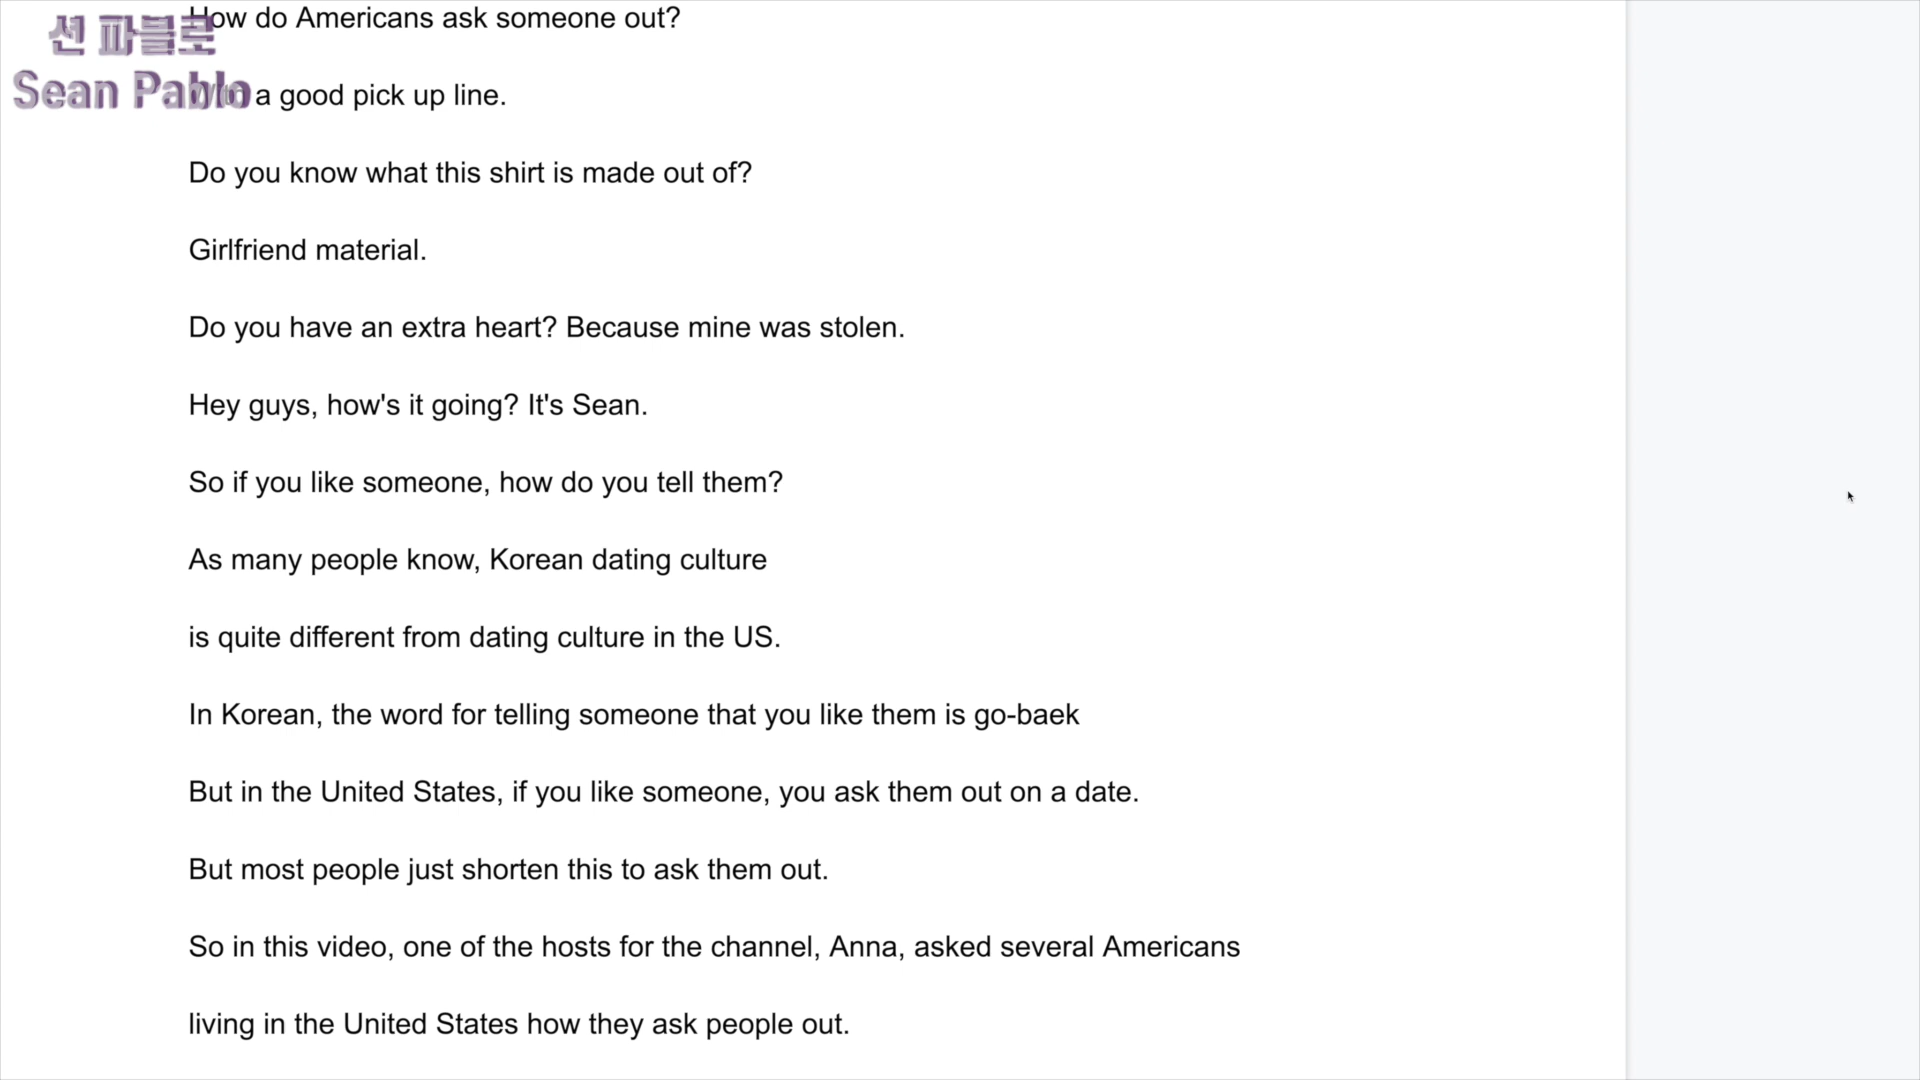 션 파블로
Sean Pablo
How do Americans ask someone out?
With a good pick up line.
Do you know what this shirt is made out of?
Girlfriend material.
Do you have an extra heart? Because mine was stolen.
Hey guys, how's it going? It's Sean.
So if you like someone, how do you tell them?
As many people know, Korean dating culture
is quite different from dating culture in the US.
In Korean, the word for telling someone that you like them is go-baek
But in the United States, if you like someone, you ask them out on a date.
But most people just shorten this to ask them out.
So in this video, one of the hosts for the channel, Anna, asked several Americans
living in the United States how they ask people out.